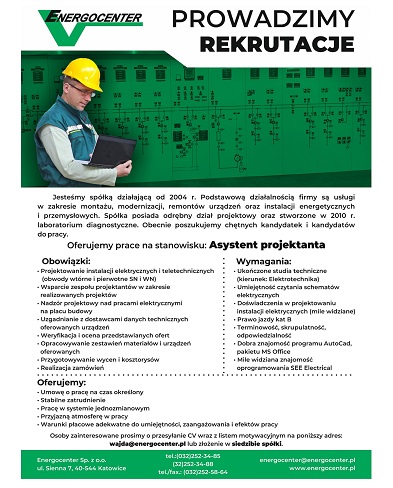 ENERGOCENTER
PROWADZIMY
REKRUTACJE
Jesteśmy spółką działającą od 2004 r. Podstawową działalnością firmy są usługi
w zakresie montażu, modernizacji, remontów urządzeń oraz instalacji energetycznych
i przemysłowych. Spółka posiada odrębny dział projektowy oraz stworzone w 2010 r.
laboratorium diagnostyczne. Obecnie poszukujemy chętnych kandydatek i kandydatów
do pracy.
Oferujemy prace na stanowisku: Asystent projektanta
Obowiązki:
• Projektowanie instalacji elektrycznych i teletechnicznych
(obwody wtórne i pierwotne SN i WN)
• Wsparcie zespołu projektantów w zakresie
realizowanych projektów
• Nadzór projektowy nad pracami elektrycznymi
na placu budowy
• Uzgadnianie z dostawcami danych technicznych
oferowanych urządzeń
• Weryfikacja i ocena przedstawianych ofert
• Opracowywanie zestawień materiałów i urządzeń
oferowanych
• Przygotowywanie wycen i kosztorysów
• Realizacja zamówień
Wymagania:
• Ukończone studia techniczne
(kierunek: Elektrotechnika)
• Umiejętność czytania schematów
elektrycznych
• Doświadczenia w projektowaniu
instalacji elektrycznych (mile widziane)
• Prawo jazdy kat B
• Terminowość, skrupulatność,
odpowiedzialność
• Dobra znajomość programu AutoCad,
pakietu MS Office
• Mile widziana znajomość
oprogramowania SEE Electrical
Oferujemy:
• Umowę o pracę na czas określony
• Stabilne zatrudnienie
• Pracę w systemie jednozmianowym
• Przyjazną atmosferę w pracy
• Warunki płacowe adekwatne do umiejętności, zaangażowania i efektów pracy
Osoby zainteresowane prosimy o przesyłanie CV wraz z listem motywacyjnym na poniższy adres:
wajda@energocenter.pl lub złożenie w siedzibie spółki.
Energocenter Sp. z o.o.
ul. Sienna 7, 40-544 Katowice
tel.:(032)252-34-85
(32)252-34-88
tel./fax.: (032)252-58-64
energocenter@energocenter.pl
www.energocenter.pl